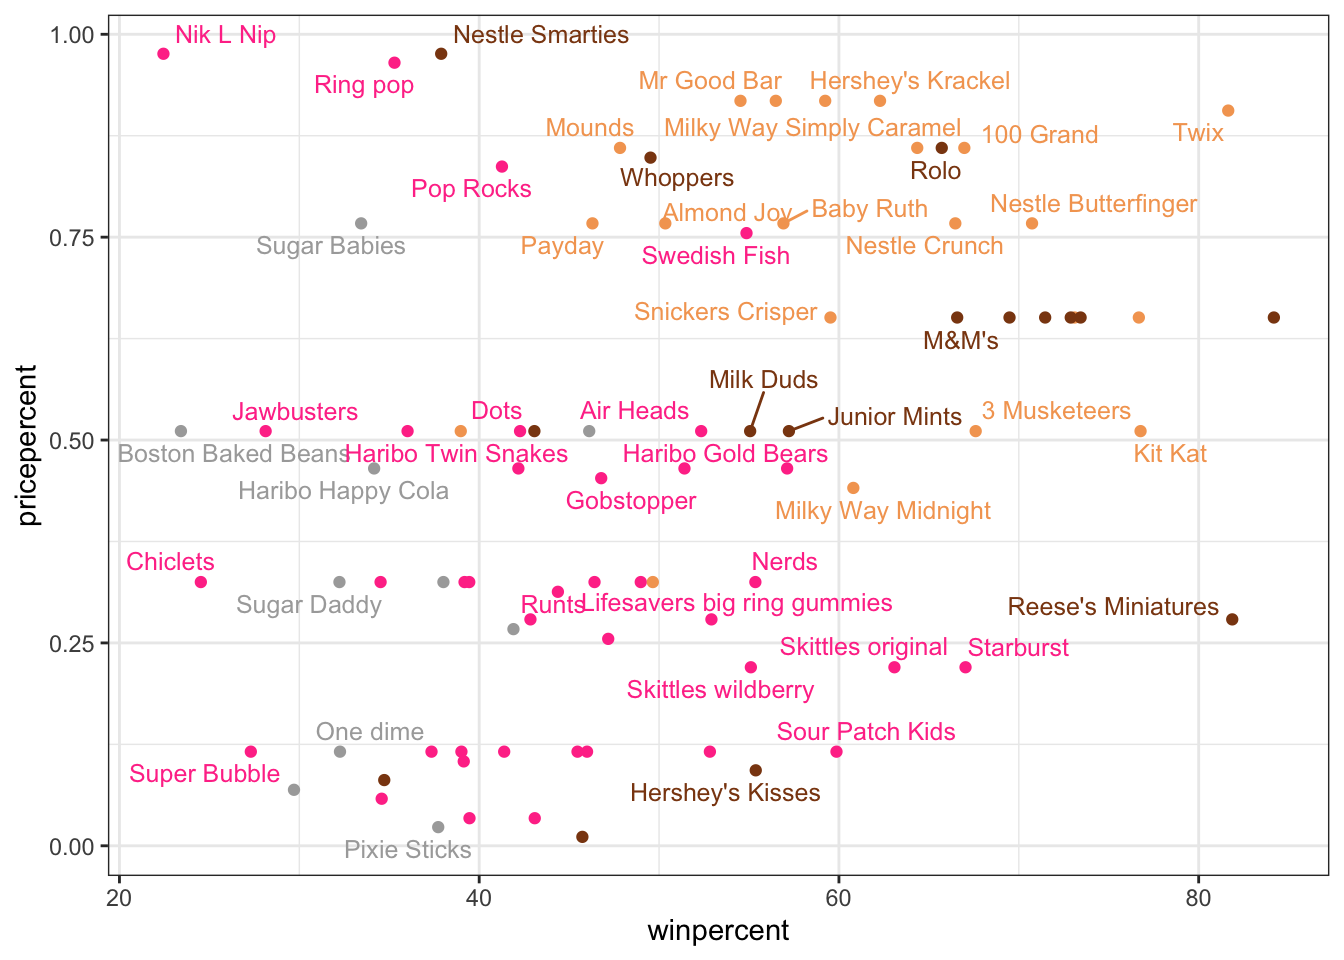 1.00
Nik L Nip
Nestle Smarties
Ring pop
Mr Good Bar
Hershey's Krackel
Mounds
Milky Way Simply Caramel
100 Grand
Twix
Whoppers
Rolo
Pop Rocks
Almond Joy
Baby Ruth
Nestle Butterfinger
0.75
Sugar Babies
Payday
Swedish Fish
Nestle Crunch
Snickers Crisper
M&M's
Milk Duds
Jawbusters
Dots
Air Heads
Junior Mints
3 Musketeers
0.50
Boston Baked Beans
Haribo Twin Snakes
Haribo Gold Bears
Kit Kat
Haribo Happy Cola
Gobstopper
Milky Way Midnight
Chiclets
Nerds
Sugar Daddy
Runts
Lifesavers big ring gummies
Reese's Miniatures
0.25
Skittles original
Starburst
Skittles wildberry
One dime
Sour Patch Kids
Super Bubble
Hershey's Kisses
0.00
Pixie Sticks
20
40
60
80
winpercent
pricepercent